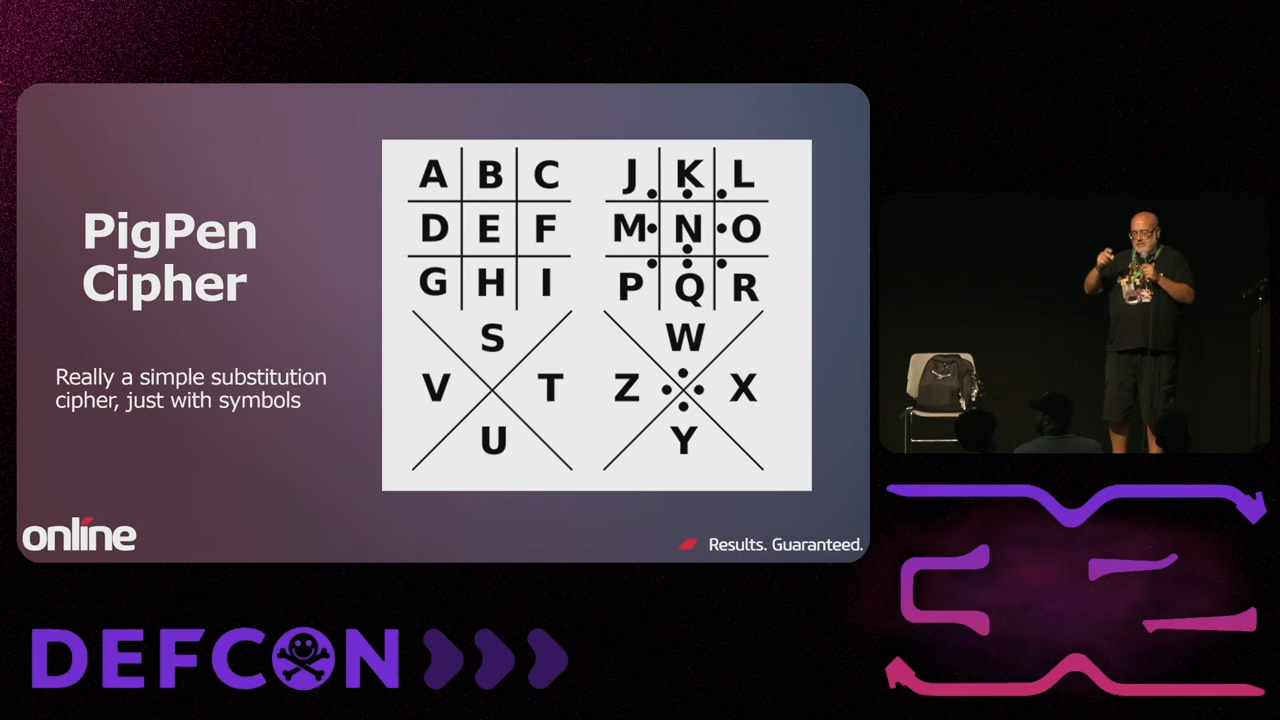 PigPen
Cipher
Really a simple substitution
cipher, just with symbols
A B C
D E F
G H I
J K L
M N O
P Q R
S
V T
U
W
Z X
Y
online
Results. Guaranteed.
DEFCON